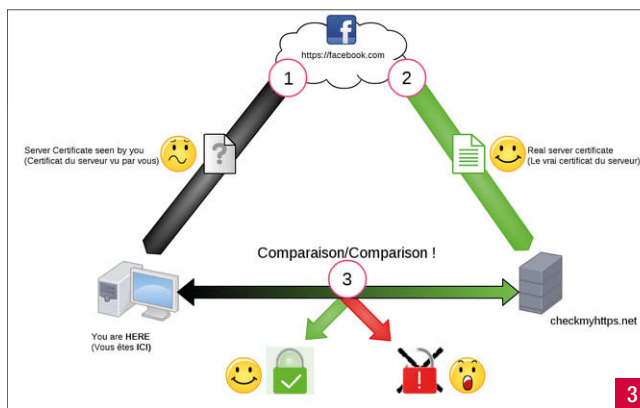 f
https://facebook.com
1
2
Server Certificate seen by you
(Certificat du serveur vu par vous)
?
Real server certificate
(Le vrai certificat du serveur)
Comparaison/Comparison !
3
You are HERE
(Vous êtes ICI)
checkmyhttps.net
!
3